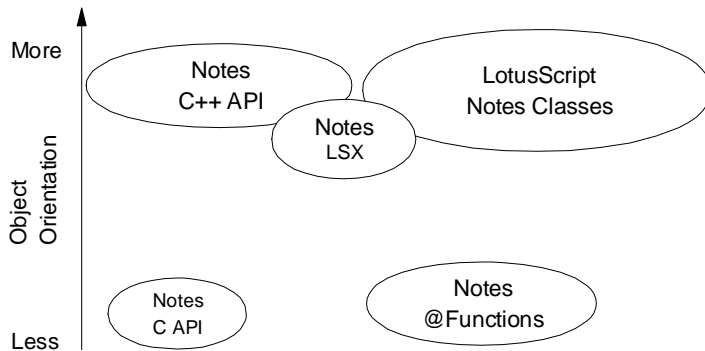 More
Notes
C++ API
LotusScript
Notes Classes
Notes
LSX
Object
Orientation
Notes
C API
Notes
@Functions
Less